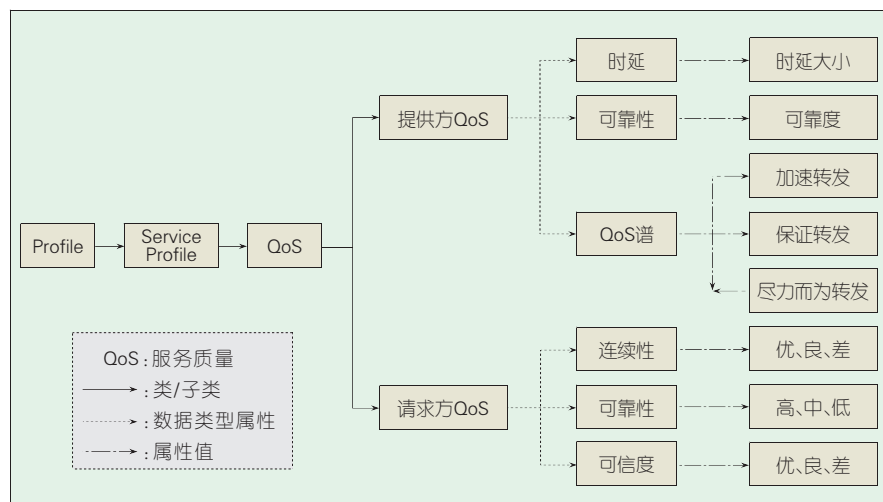 Profile
Service
Profile
QoS
提供方QoS
时延
时延大小
可靠性
可靠度
QoS谱
加速转发
保证转发
尽力而为转发
请求方QoS
连续性
优、良、差
可靠性
高、中、低
可信度
优、良、差
QoS:服务质量
:类/子类
:数据类型属性
:属性值